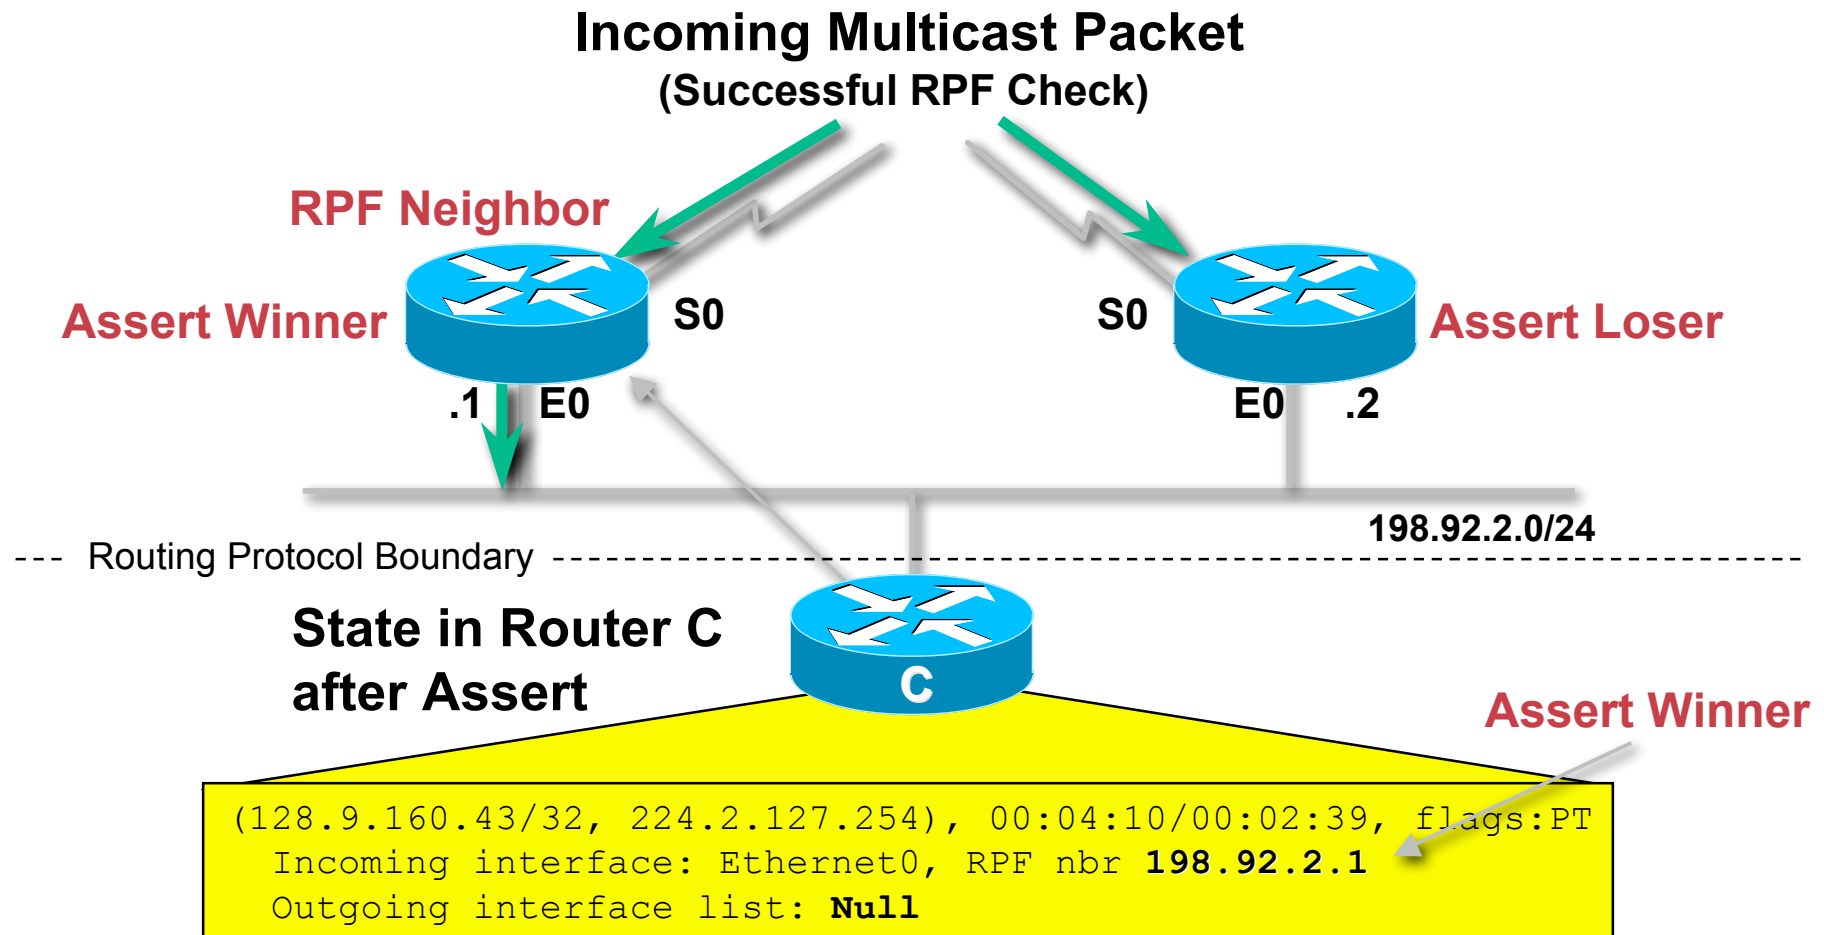 Incoming Multicast Packet
(Successful RPF Check)
RPF Neighbor
Assert Winner
S0
S0
Assert Loser
.1 E0
E0 .2
198.92.2.0/24
--- Routing Protocol Boundary ---
State in Router C
after Assert
C
Assert Winner
(128.9.160.43/32, 224.2.127.254), 00:04:10/00:02:39, flags:PT
Incoming interface: Ethernet0, RPF nbr 198.92.2.1
Outgoing interface list: Null